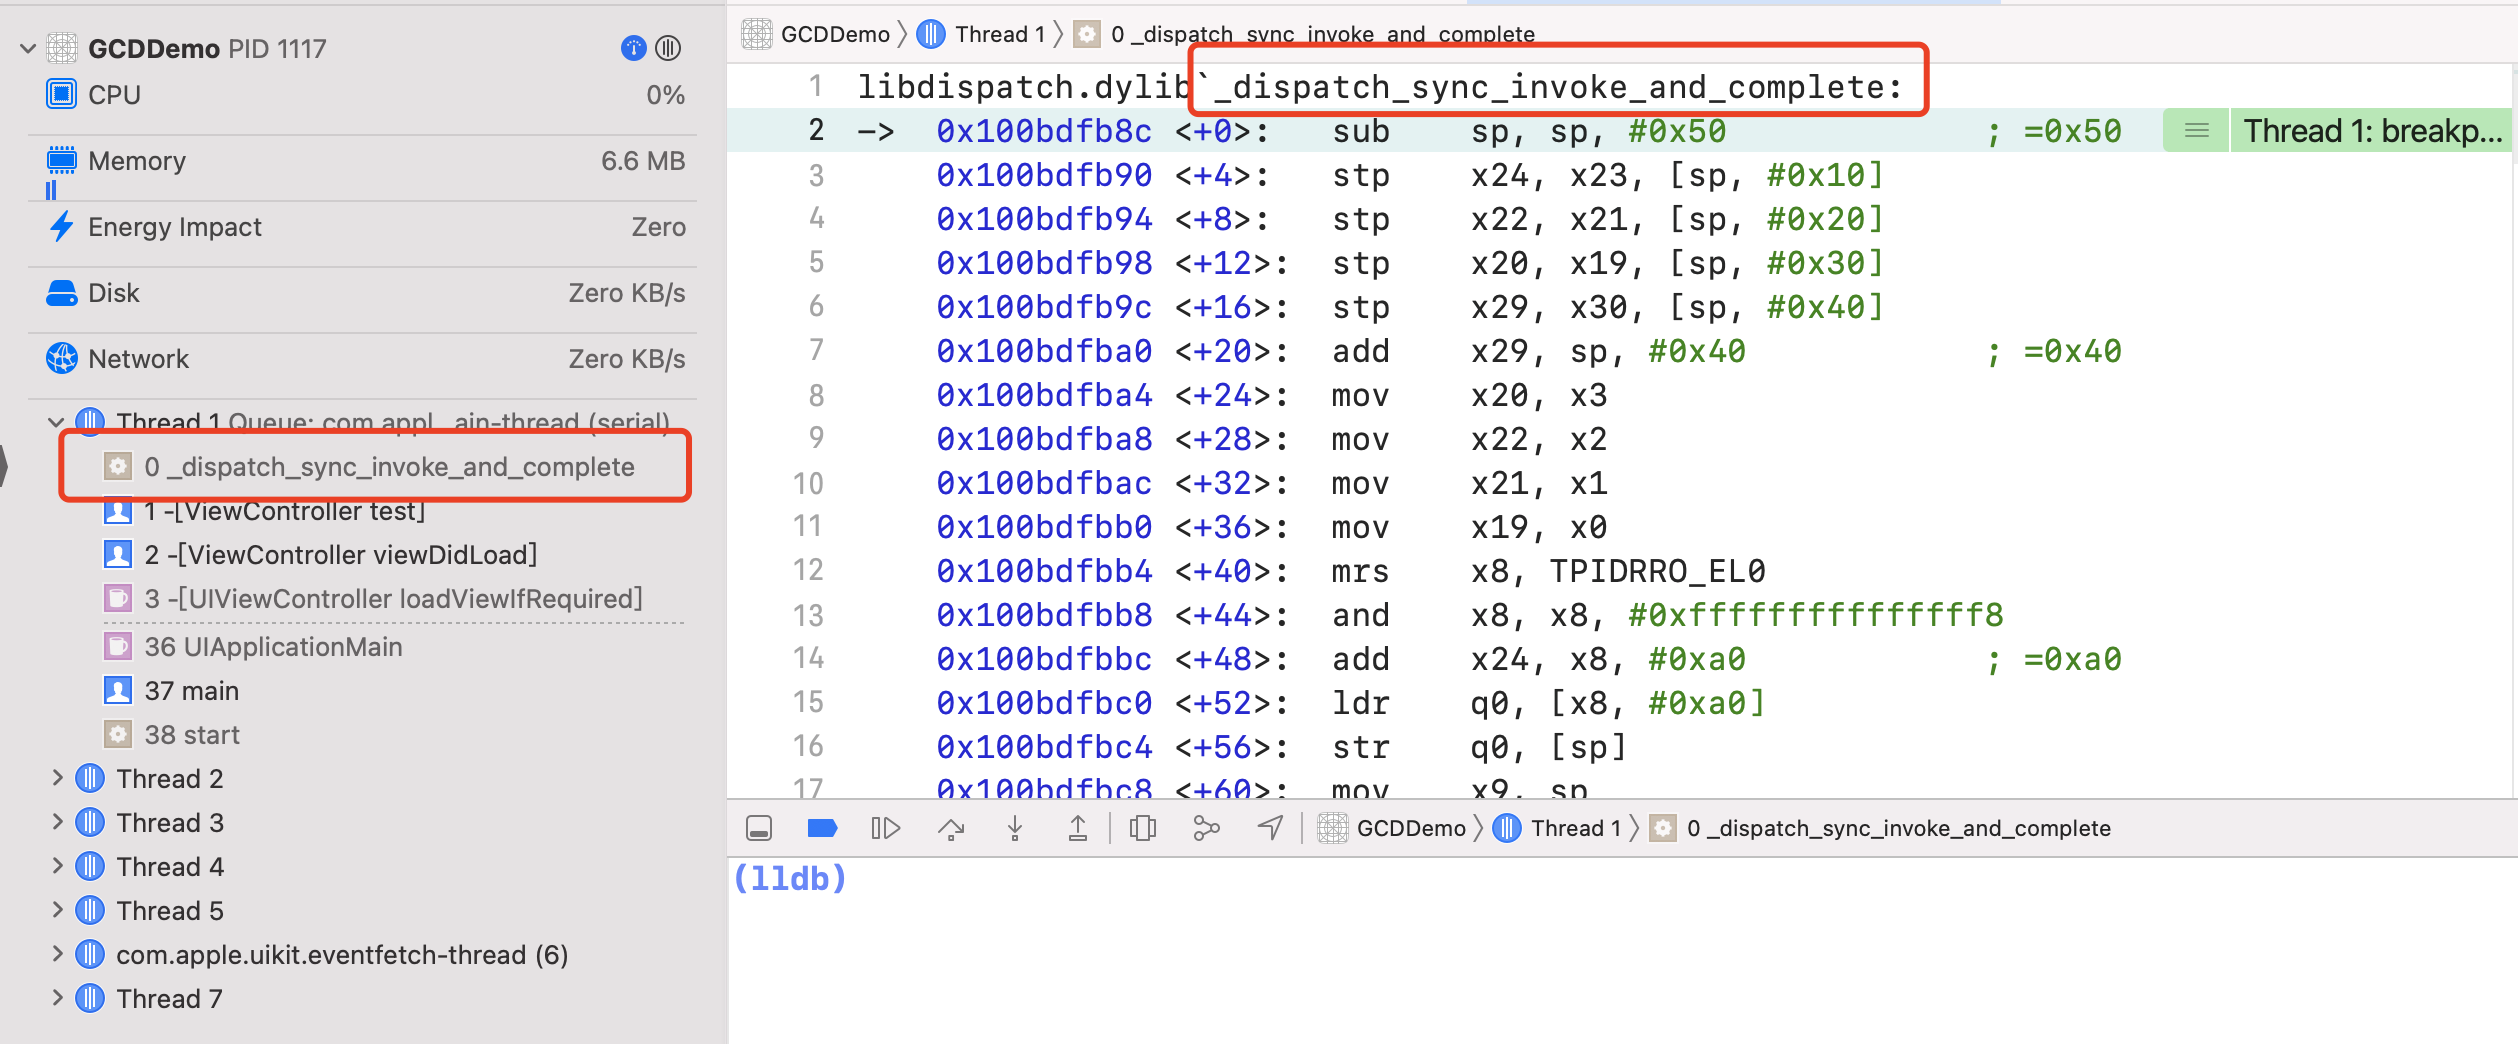 GCDDemo PID 1117
CPU 0%
Memory 6.6 MB
Energy Impact Zero
Disk Zero KB/s
Network Zero KB/s
Thread 1 Queue: com.appl...ain-thread (serial)
0 _dispatch_sync_invoke_and_complete
1 -[ViewController test]
2 -[ViewController viewDidLoad]
3 -[UIViewController loadViewIfRequired]
36 UIApplicationMain
37 main
38 start
Thread 2
Thread 3
Thread 4
Thread 5
com.apple.uikit.eventfetch-thread (6)
Thread 7
GCDDemo Thread 1 0 _dispatch_sync_invoke_and_complete
1 libdispatch.dylib`_dispatch_sync_invoke_and_complete:
2 -> 0x100bdfb8c <+0>: sub sp, sp, #0x50 ; =0x50 Thread 1: breakp...
3 0x100bdfb90 <+4>: stp x24, x23, [sp, #0x10]
4 0x100bdfb94 <+8>: stp x22, x21, [sp, #0x20]
5 0x100bdfb98 <+12>: stp x20, x19, [sp, #0x30]
6 0x100bdfb9c <+16>: stp x29, x30, [sp, #0x40]
7 0x100bdfba0 <+20>: add x29, sp, #0x40 ; =0x40
8 0x100bdfba4 <+24>: mov x20, x3
9 0x100bdfba8 <+28>: mov x22, x2
10 0x100bdfbac <+32>: mov x21, x1
11 0x100bdfbb0 <+36>: mov x19, x0
12 0x100bdfbb4 <+40>: mrs x8, TPIDRRO_EL0
13 0x100bdfbb8 <+44>: and x8, x8, #0xfffffffffffffff8
14 0x100bdfbbc <+48>: add x24, x8, #0xa0 ; =0xa0
15 0x100bdfbc0 <+52>: ldr q0, [x8, #0xa0]
16 0x100bdfbc4 <+56>: str q0, [sp]
17 0x100bdfbc8 <+60>: mov x9, sp
GCDDemo Thread 1 0 _dispatch_sync_invoke_and_complete
(lldb)